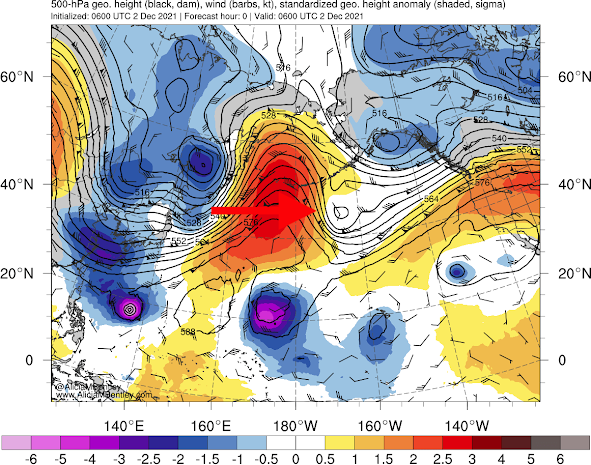 500-hPa geo. height (black, dam), wind (barbs, kt), standardized geo. height anomaly (shaded, sigma)
Initialized: 0600 UTC 2 Dec 2021 | Forecast hour: 0 | Valid: 0600 UTC 2 Dec 2021
516
60°N 60°N
504
516
516
528
528
540
552
576
40°N 40°N
516
564
528
540
576
552
20°N 20°N
588
0 0
@AliciaMBentley
www.AliciaMBentley.com
140°E 160°E 180°W 160°W 140°W
-6 -5 -4 -3 -2.5 -2 -1.5 -1 -0.5 0 0.5 1 1.5 2 2.5 3 4 5 6